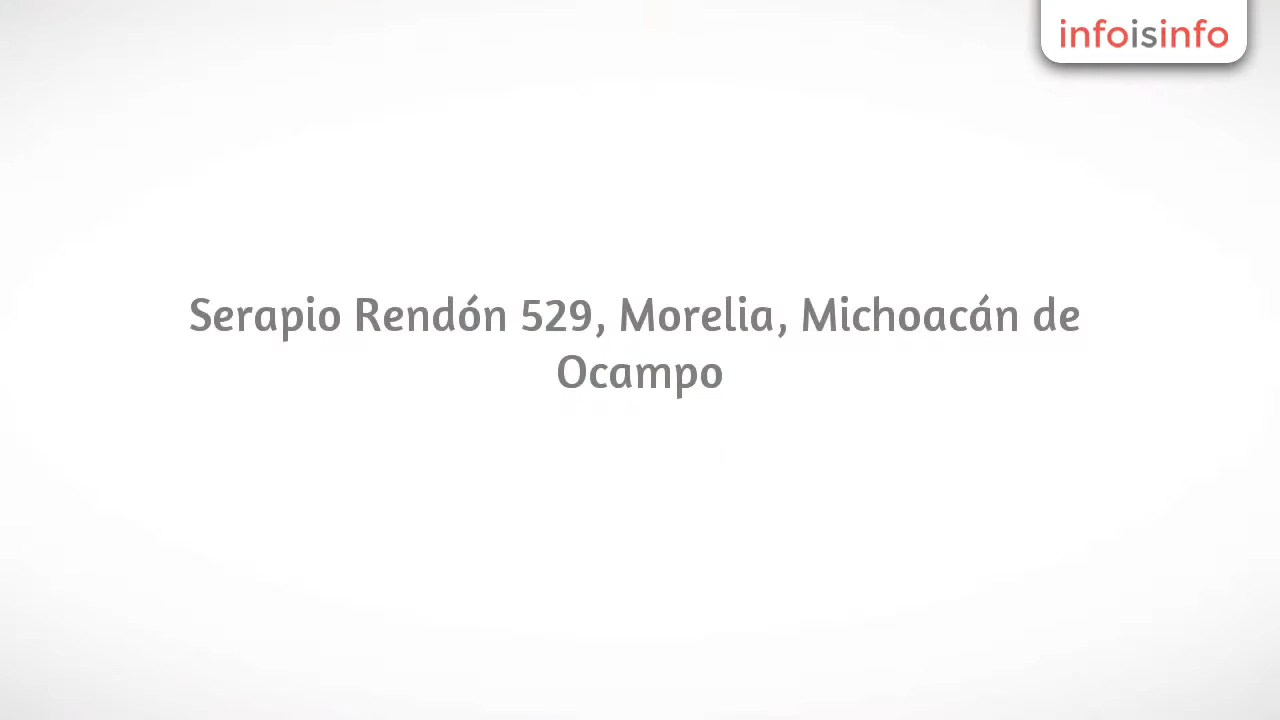 infoisinfo
Serapio Rendón 529, Morelia, Michoacán de
Ocampo